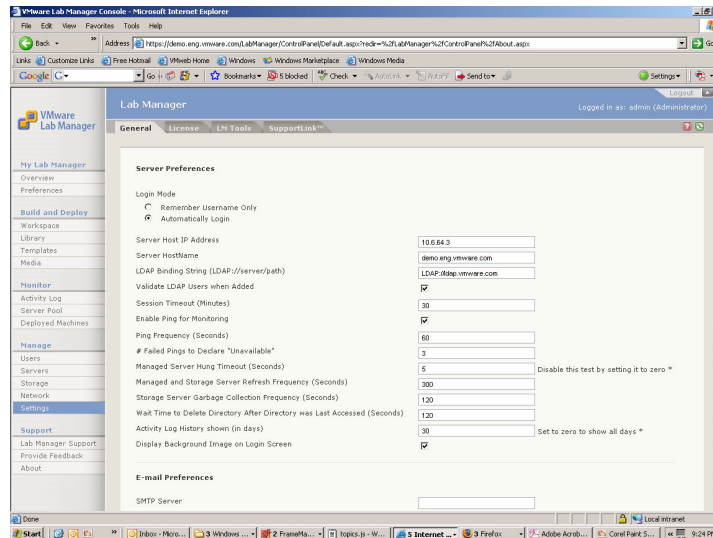 VMware Lab Manager Console - Microsoft Internet Explorer
File Edit View Favorites Tools Help
Back Address https://demo.eng.vmware.com/LabManager/ControlPanel/Default.aspx?redir=%2fLabManager%2fControlPanel%2fAbout.aspx Go
Links Customize Links Free Hotmail VMweb Home Windows Windows Marketplace Windows Media
Google G Go Bookmarks 5 blocked Check AutoLink AutoFill Send to Settings
Logout
VMware
Lab Manager
Lab Manager
Logged in as: admin (Administrator)
General License LM Tools SupportLink™
My Lab Manager
Overview
Preferences
Build and Deploy
Workspace
Library
Templates
Media
Monitor
Activity Log
Server Pool
Deployed Machines
Manage
Users
Servers
Storage
Network
Settings
Support
Lab Manager Support
Provide Feedback
About
Server Preferences
Login Mode
Remember Username Only
Automatically Login
Server Host IP Address 10.6.64.3
Server HostName demo.eng.vmware.com
LDAP Binding String (LDAP://server/path) LDAP://ldap.vmware.com
Validate LDAP Users when Added
Session Timeout (Minutes) 30
Enable Ping for Monitoring
Ping Frequency (Seconds) 60
# Failed Pings to Declare "Unavailable" 3
Managed Server Hung Timeout (Seconds) 5 Disable this test by setting it to zero *
Managed and Storage Server Refresh Frequency (Seconds) 300
Storage Server Garbage Collection Frequency (Seconds) 120
Wait Time to Delete Directory After Directory was Last Accessed (Seconds) 120
Activity Log History shown (in days) 30 Set to zero to show all days *
Display Background Image on Login Screen
E-mail Preferences
SMTP Server
Done Local intranet
Start Inbox - Micro... 3 Windows ... 2 FrameMa... topics.js - W... 5 Internet ... 3 Firefox Adobe Acrob... Corel Paint S... 9:24 PM